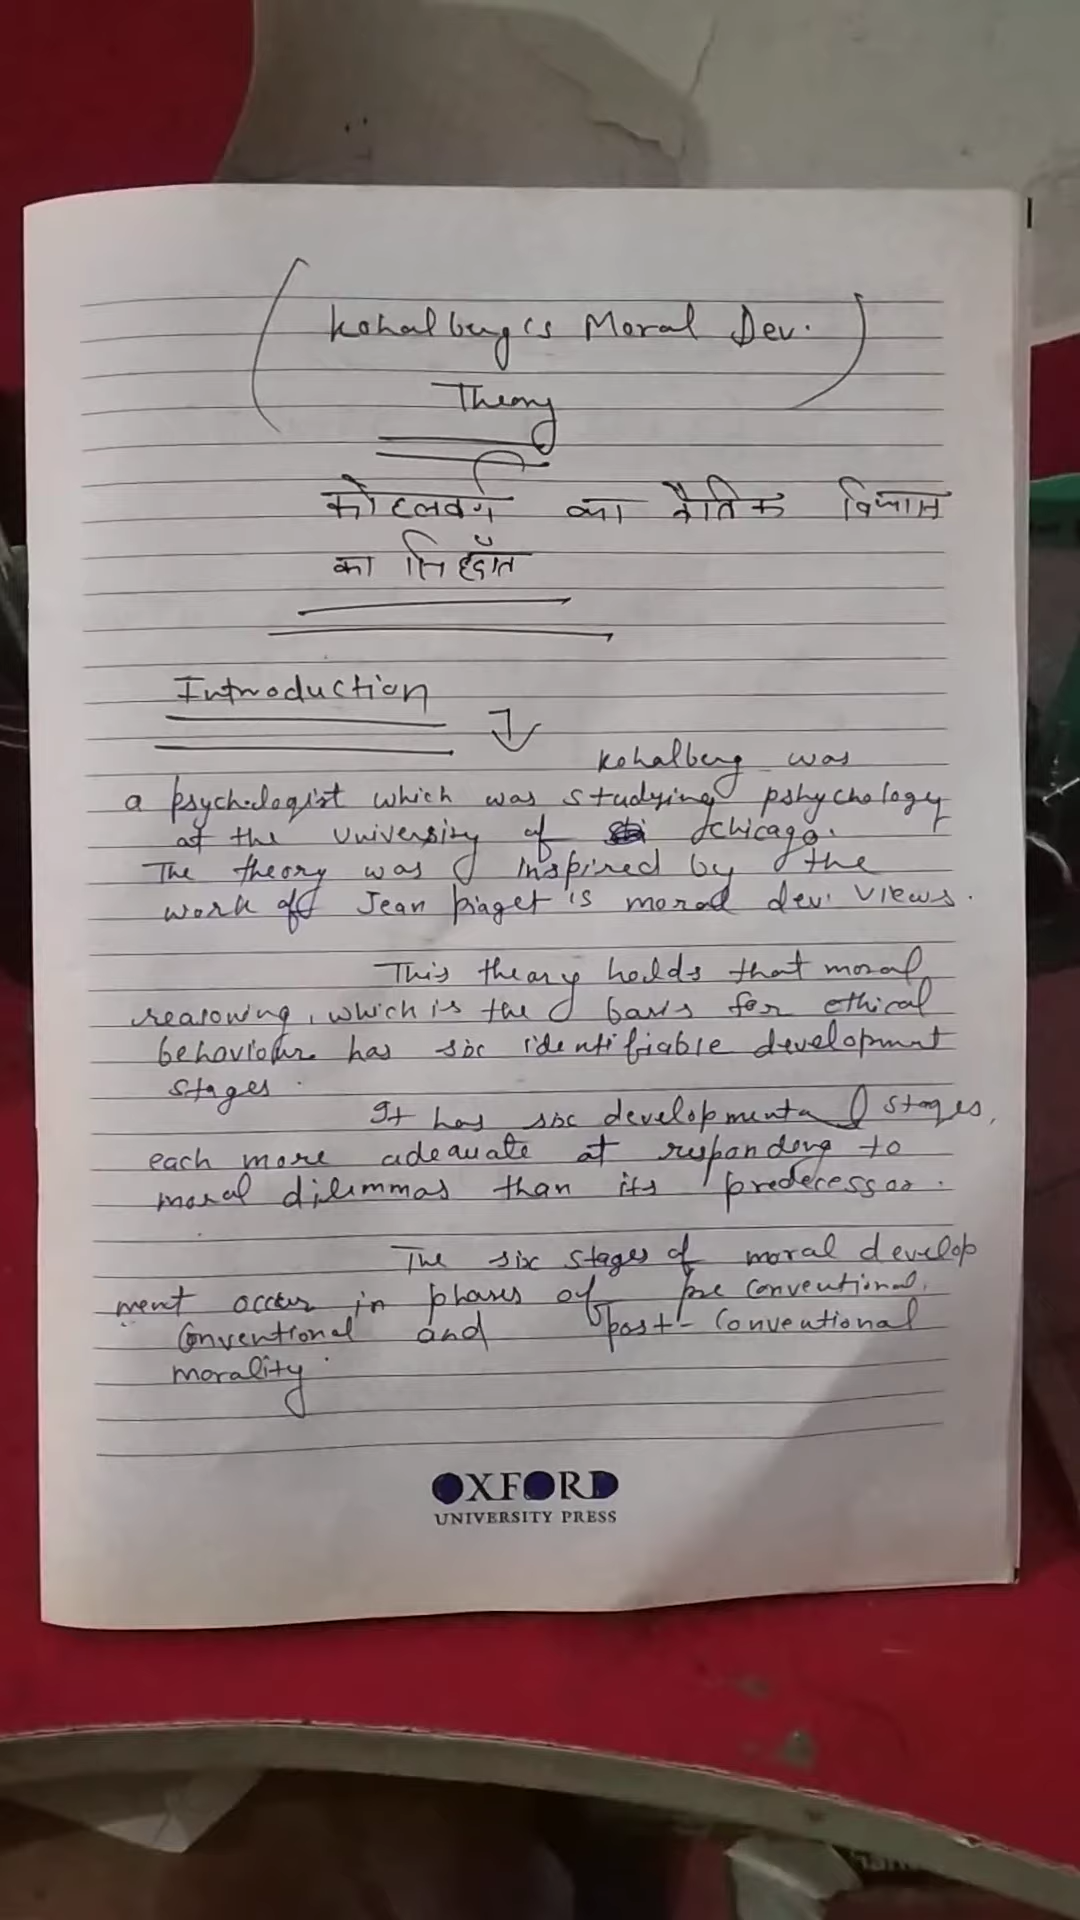 Kohalberg's Moral Dev.
Theory
कोहलबर्ग का नैतिक विकास
का सिद्धाँत
Introduction
Kohalberg was
a psychologist which was studying pshychology
at the University of Chicago.
The theory was inspired by the
work of Jean piaget is moral dev. views.
This theory holds that moral
reasoning, which is the basis for ethical
behaviour has six identifiable developmnt
stages.
It has six developmental stages,
each more adequate at responding to
moral dilemmas than its predecessor.
The six stages of moral develop
ment occur in phases of pre conventional,
Conventional and post-Conventional
morality.
OXFORD
UNIVERSITY PRESS